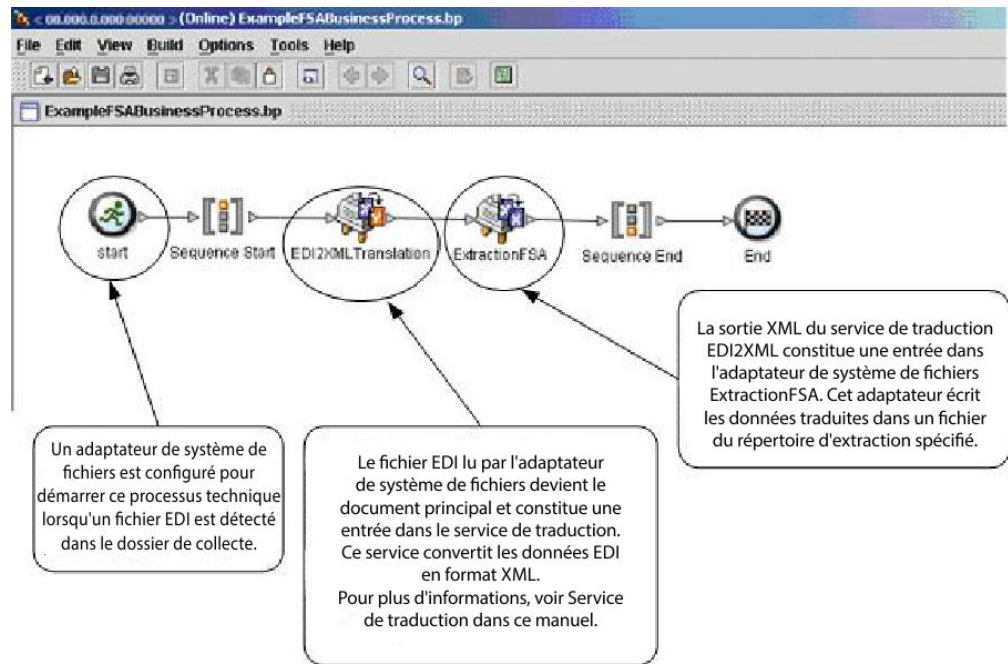 (Online) ExampleFSABusinessProcess.bp
File Edit View Build Options Tools Help
ExampleFSABusinessProcess.bp
start
Sequence Start
EDI2XMLTranslation
ExtractionFSA
Sequence End
End
Un adaptateur de système de
fichiers est configuré pour
démarrer ce processus technique
lorsqu'un fichier EDI est détecté
dans le dossier de collecte.
Le fichier EDI lu par l'adaptateur
de système de fichiers devient le
document principal et constitue une
entrée dans le service de traduction.
Ce service convertit les données EDI
en format XML.
Pour plus d'informations, voir Service
de traduction dans ce manuel.
La sortie XML du service de traduction
EDI2XML constitue une entrée dans
l'adaptateur de système de fichiers
ExtractionFSA. Cet adaptateur écrit
les données traduites dans un fichier
du répertoire d'extraction spécifié.